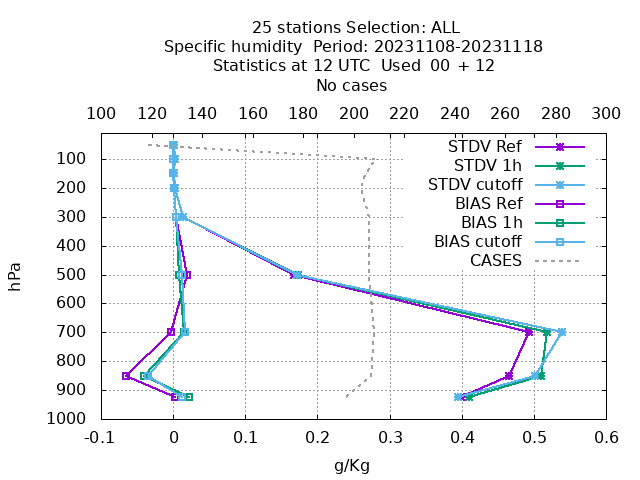 25 stations Selection: ALL
Specific humidity  Period: 20231108-20231118
Statistics at 12 UTC  Used  00 + 12
No cases
100 120 140 160 180 200 220 240 260 280 300
STDV Ref
STDV 1h
STDV cutoff
BIAS Ref
BIAS 1h
BIAS cutoff
CASES
100
200
300
400
500
600
700
800
900
1000
hPa
-0.1 0 0.1 0.2 0.3 0.4 0.5 0.6
g/Kg